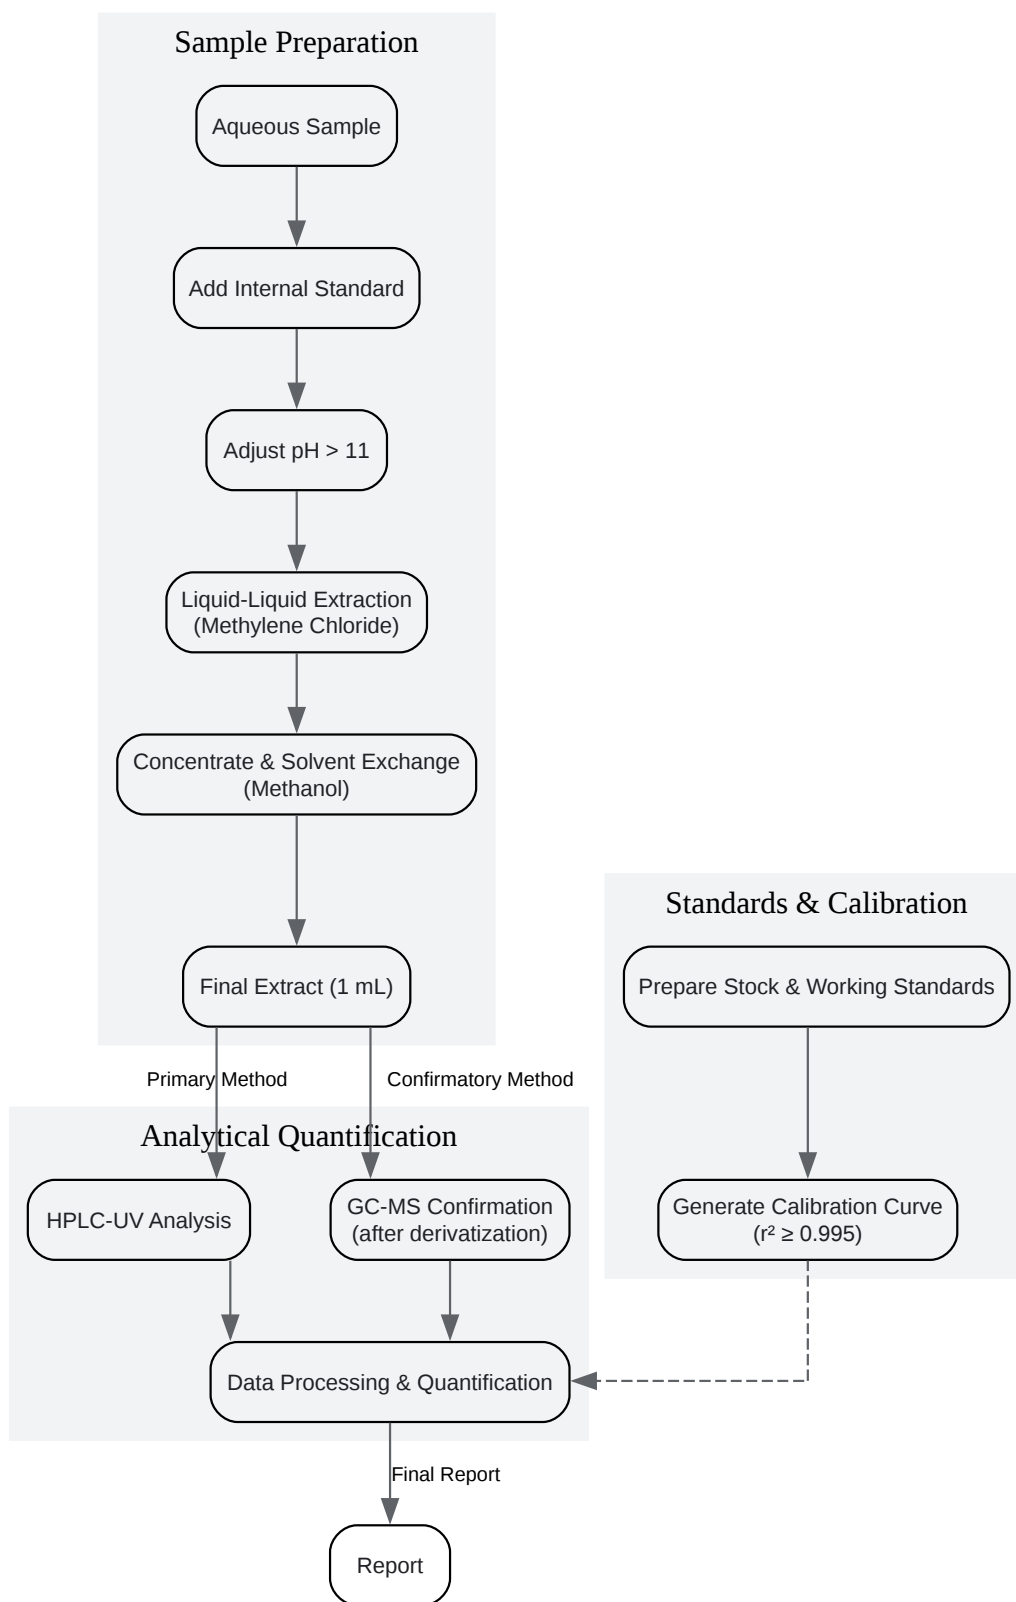 Sample Preparation
Aqueous Sample
Add Internal Standard
Adjust pH > 11
Liquid-Liquid Extraction
(Methylene Chloride)
Concentrate & Solvent Exchange
(Methanol)
Final Extract (1 mL)
Standards & Calibration
Prepare Stock & Working Standards
Primary Method
Confirmatory Method
Analytical Quantification
HPLC-UV Analysis
GC-MS Confirmation
(after derivatization)
Generate Calibration Curve
(r² ≥ 0.995)
Data Processing & Quantification
Final Report
Report